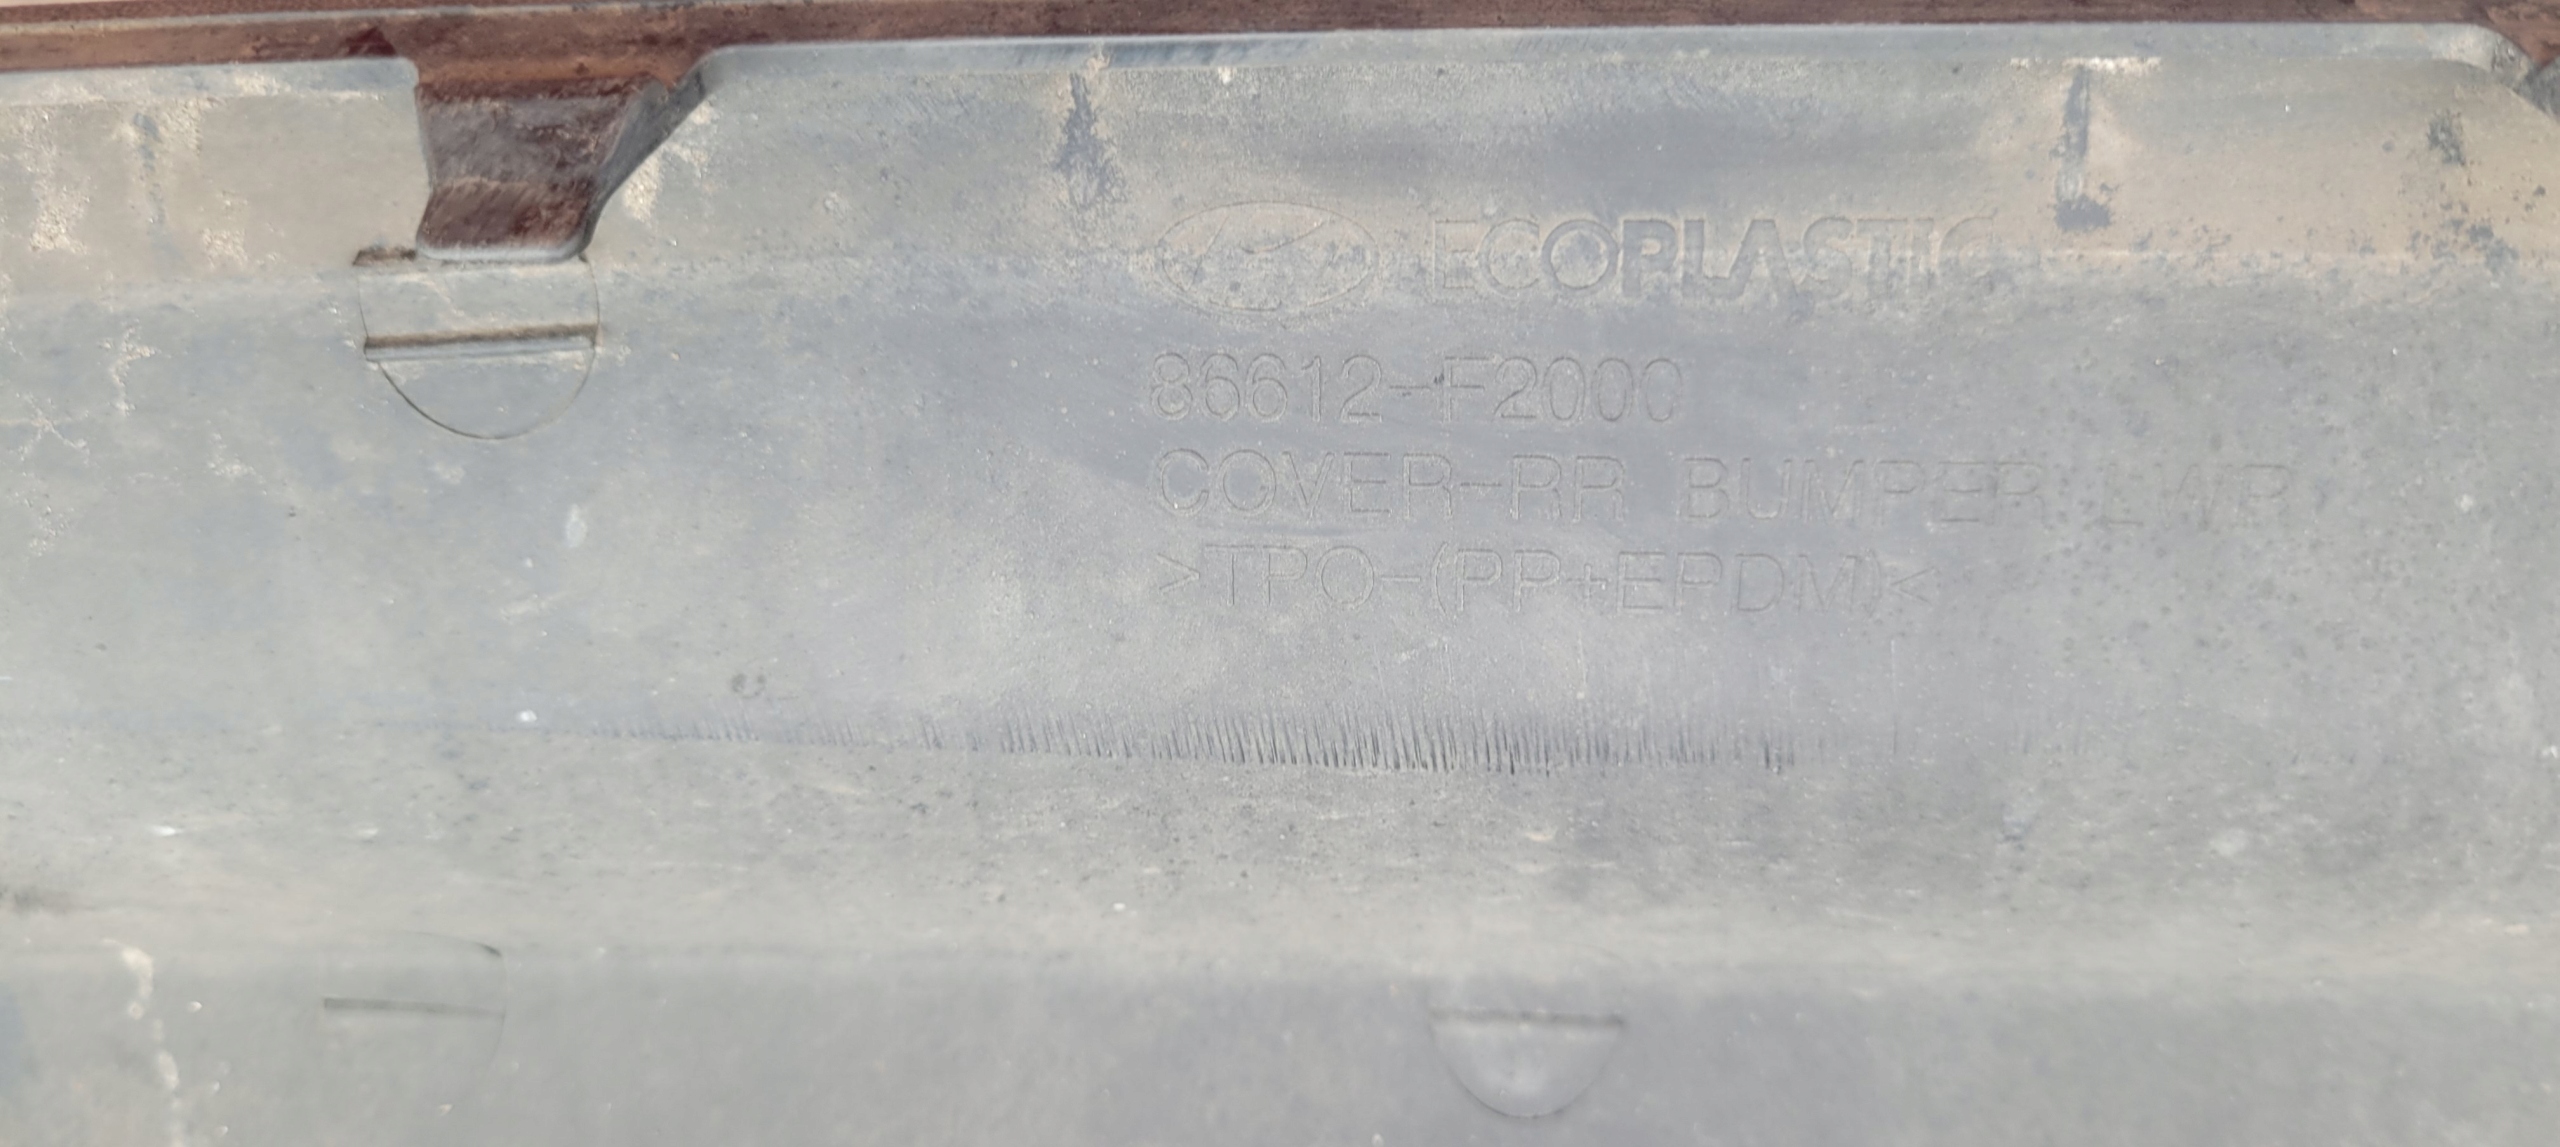 ECOPLASTIC
86612-F2000
COVER-RR BUMPER LWR
>TPO-(PP+EPDM)<